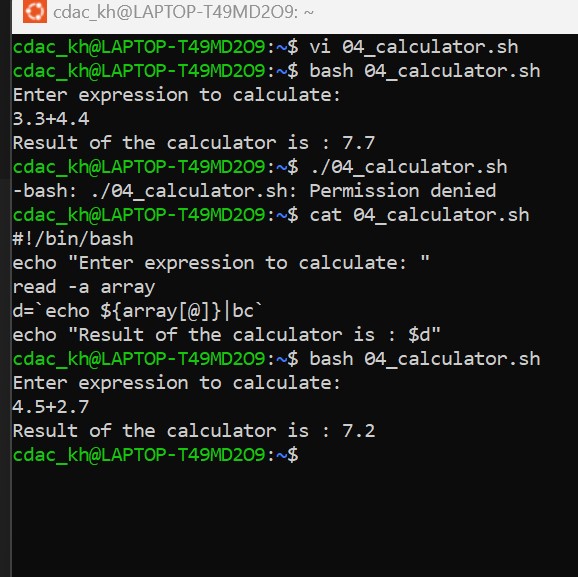 cdac_kh@LAPTOP-T49MD2O9: ~
cdac_kh@LAPTOP-T49MD2O9:~$ vi 04_calculator.sh
cdac_kh@LAPTOP-T49MD2O9:~$ bash 04_calculator.sh
Enter expression to calculate:
3.3+4.4
Result of the calculator is : 7.7
cdac_kh@LAPTOP-T49MD2O9:~$ ./04_calculator.sh
-bash: ./04_calculator.sh: Permission denied
cdac_kh@LAPTOP-T49MD2O9:~$ cat 04_calculator.sh
#!/bin/bash
echo "Enter expression to calculate: "
read -a array
d=`echo ${array[@]}|bc`
echo "Result of the calculator is : $d"
cdac_kh@LAPTOP-T49MD2O9:~$ bash 04_calculator.sh
Enter expression to calculate:
4.5+2.7
Result of the calculator is : 7.2
cdac_kh@LAPTOP-T49MD2O9:~$